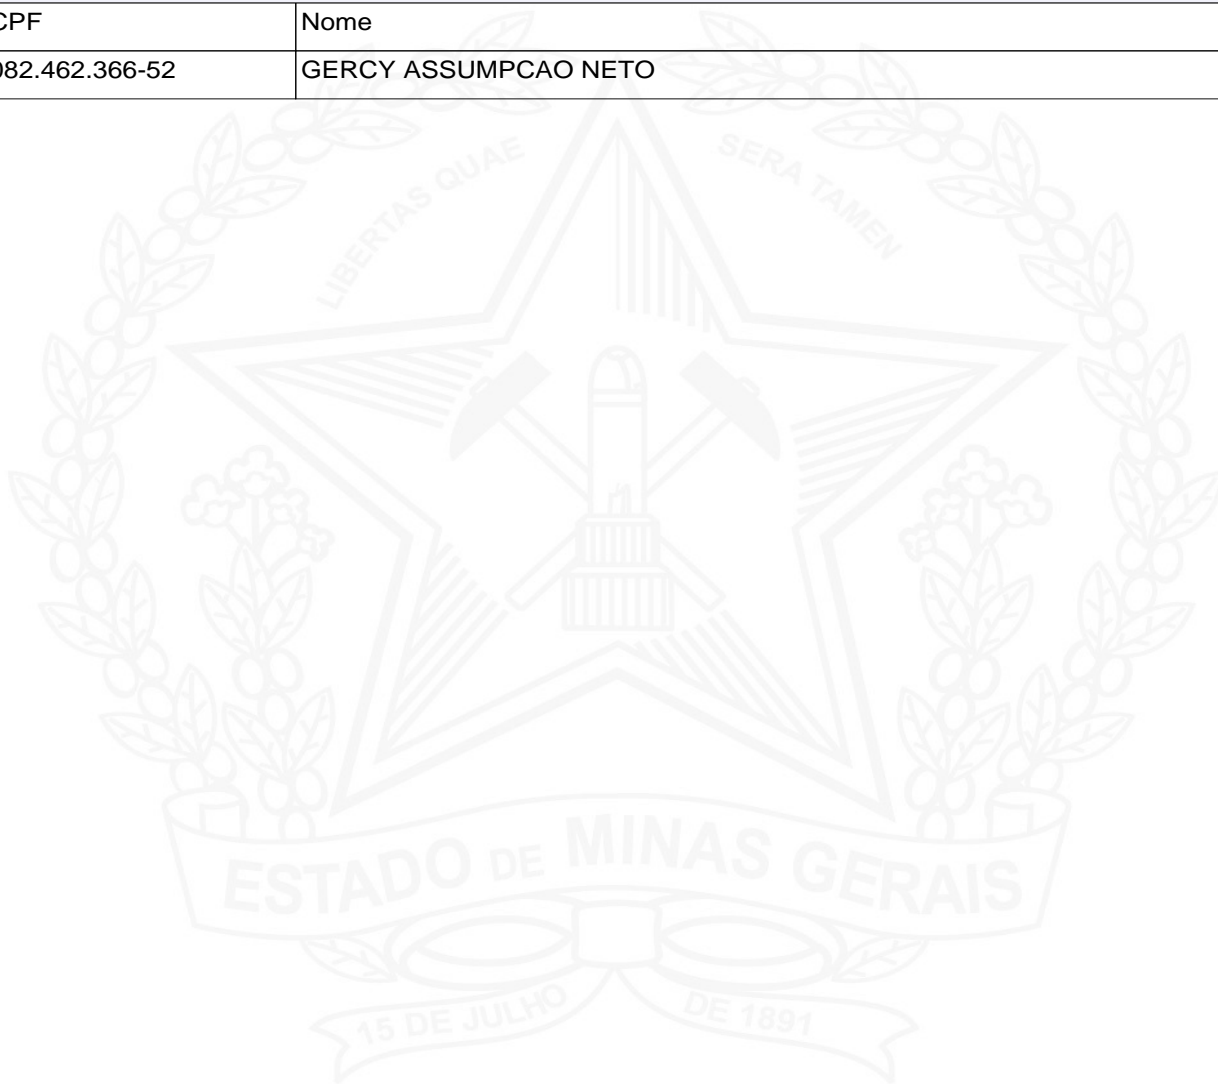 CPF Nome
082.462.366-52 GERCY ASSUMPCAO NETO
LIBERTAS QUAE SERA TAMEN
ESTADO DE MINAS GERAIS
15 DE JULHO DE 1891